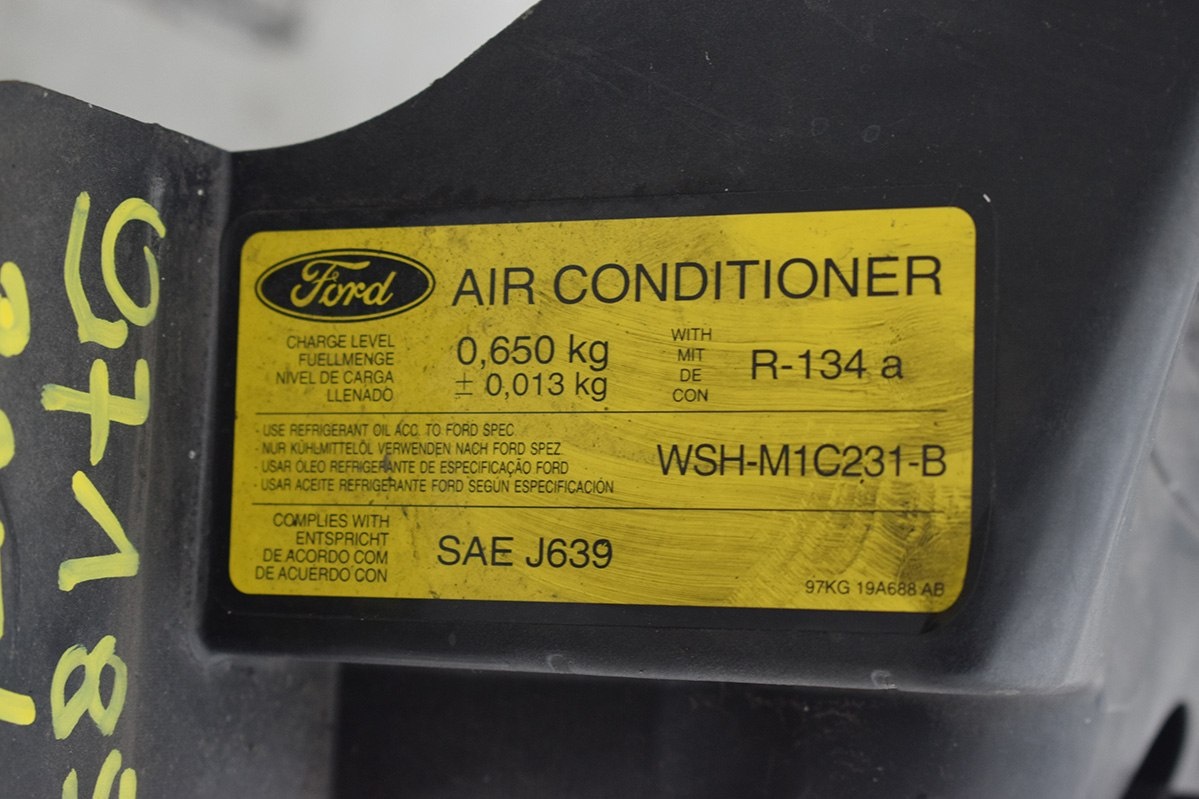 Ford
AIR CONDITIONER
CHARGE LEVEL
FUELLMENGE
NIVEL DE CARGA
LLENADO
0,650 kg
± 0,013 kg
WITH
MIT
DE
CON
R-134 a
- USE REFRIGERANT OIL ACC. TO FORD SPEC
- NUR KÜHLMITTELÖL VERWENDEN NACH FORD SPEZ.
- USAR ÓLEO REFRIGERANTE DE ESPECIFICAÇÃO FORD
- USAR ACEITE REFRIGERANTE FORD SEGÚN ESPECIFICACIÓN
WSH-M1C231-B
COMPLIES WITH
ENTSPRICHT
DE ACORDO COM
DE ACUERDO CON
SAE J639
97KG 19A688 AB